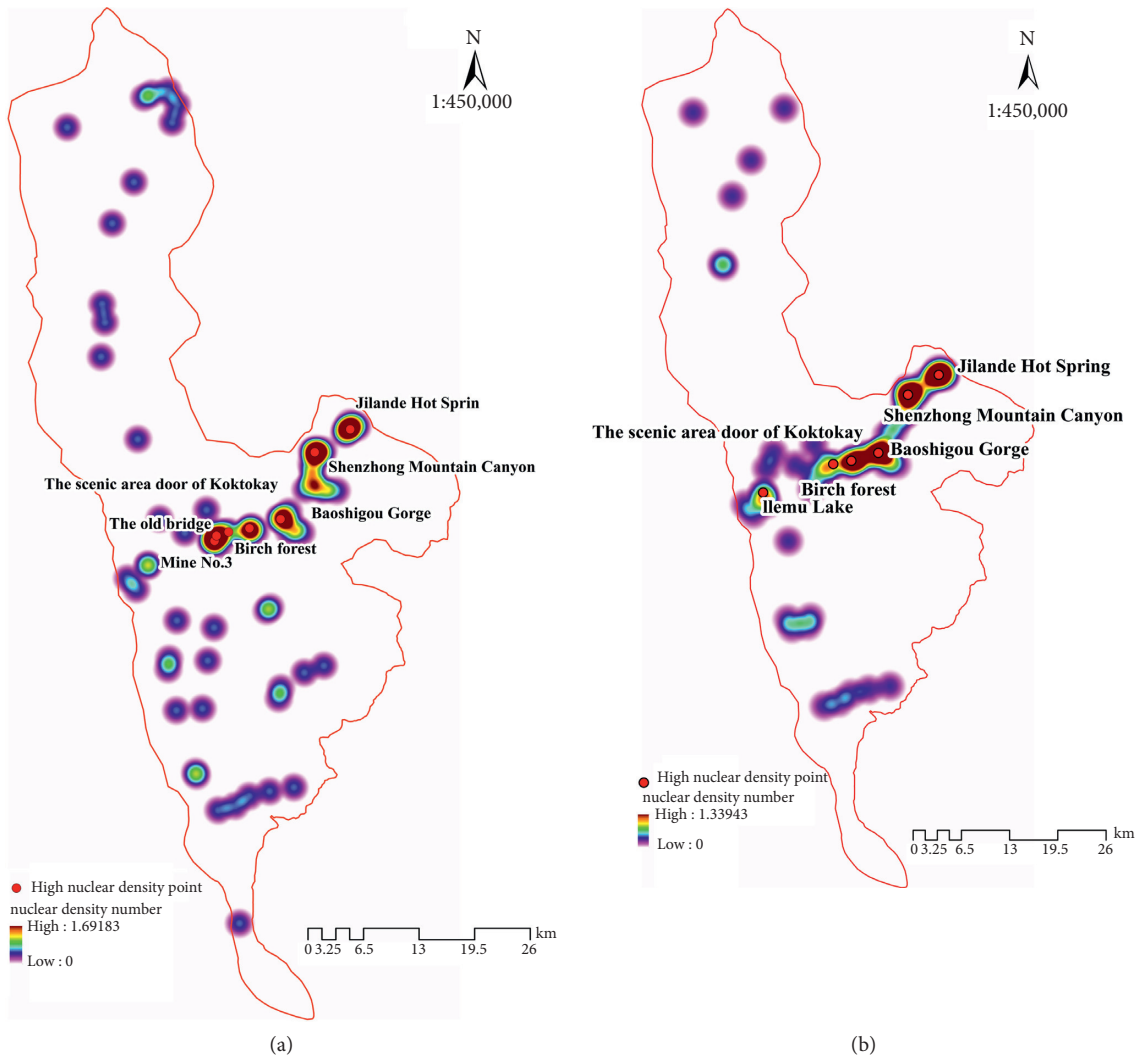 N
1:450,000
Jilande Hot Sprin
Shenzhong Mountain Canyon
The scenic area door of Koktokay
Baoshigou Gorge
The old bridge
Birch forest
Mine No.3
High nuclear density point
nuclear density number
High : 1.69183
Low : 0
km
0 3.25 6.5 13 19.5 26
(a)
N
1:450,000
Jilande Hot Spring
Shenzhong Mountain Canyon
The scenic area door of Koktokay
Baoshigou Gorge
Birch forest
Ilemu Lake
High nuclear density point
nuclear density number
High : 1.33943
Low : 0
km
0 3.25 6.5 13 19.5 26
(b)